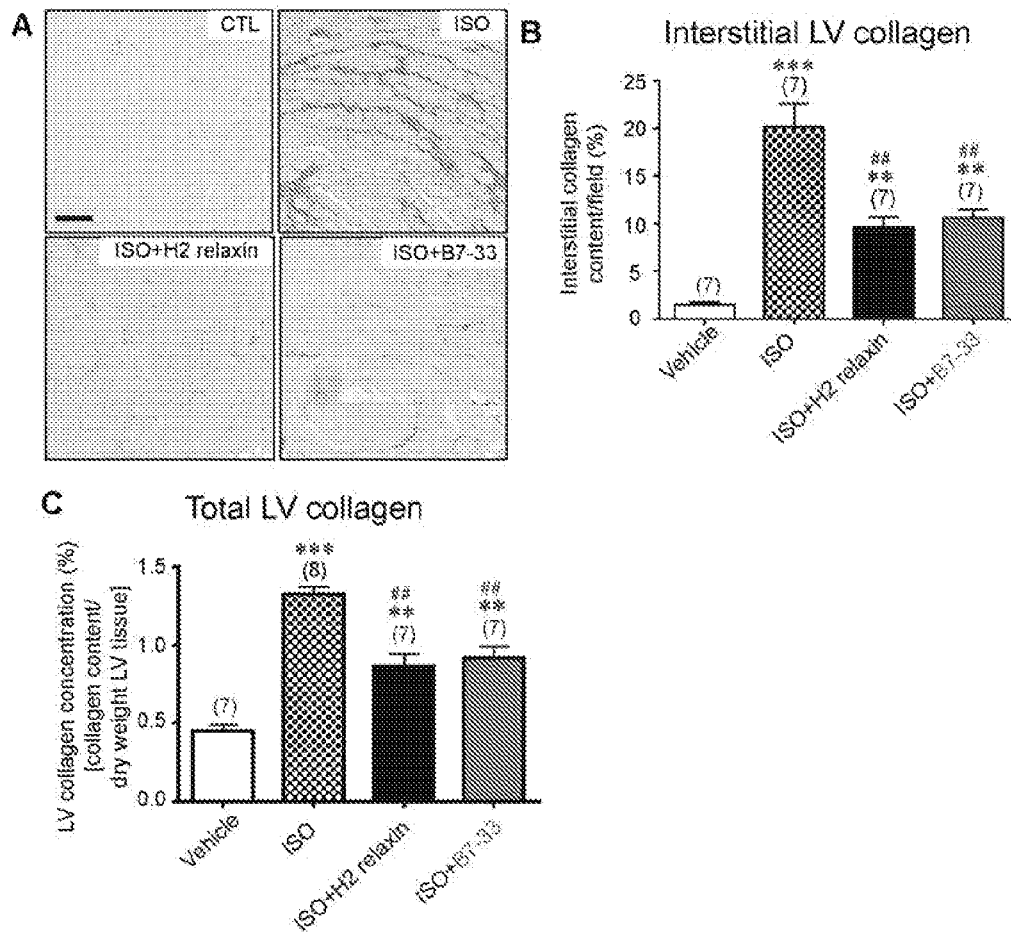 A
CTL
ISO
ISO+H2 relaxin
ISO+B7-33
B
Interstitial LV collagen
Interstitial collagen
content/field (%)
25
20
15
10
5
0
(7)
***
(7)
##
**
(7)
##
**
(7)
Vehicle
ISO
ISO+H2 relaxin
ISO+B7-33
C
Total LV collagen
LV collagen concentration (%)
[collagen content/
dry weight LV tissue]
1.5
1.0
0.5
0.0
(7)
***
(8)
##
**
(7)
##
**
(7)
Vehicle
ISO
ISO+H2 relaxin
ISO+B7-33